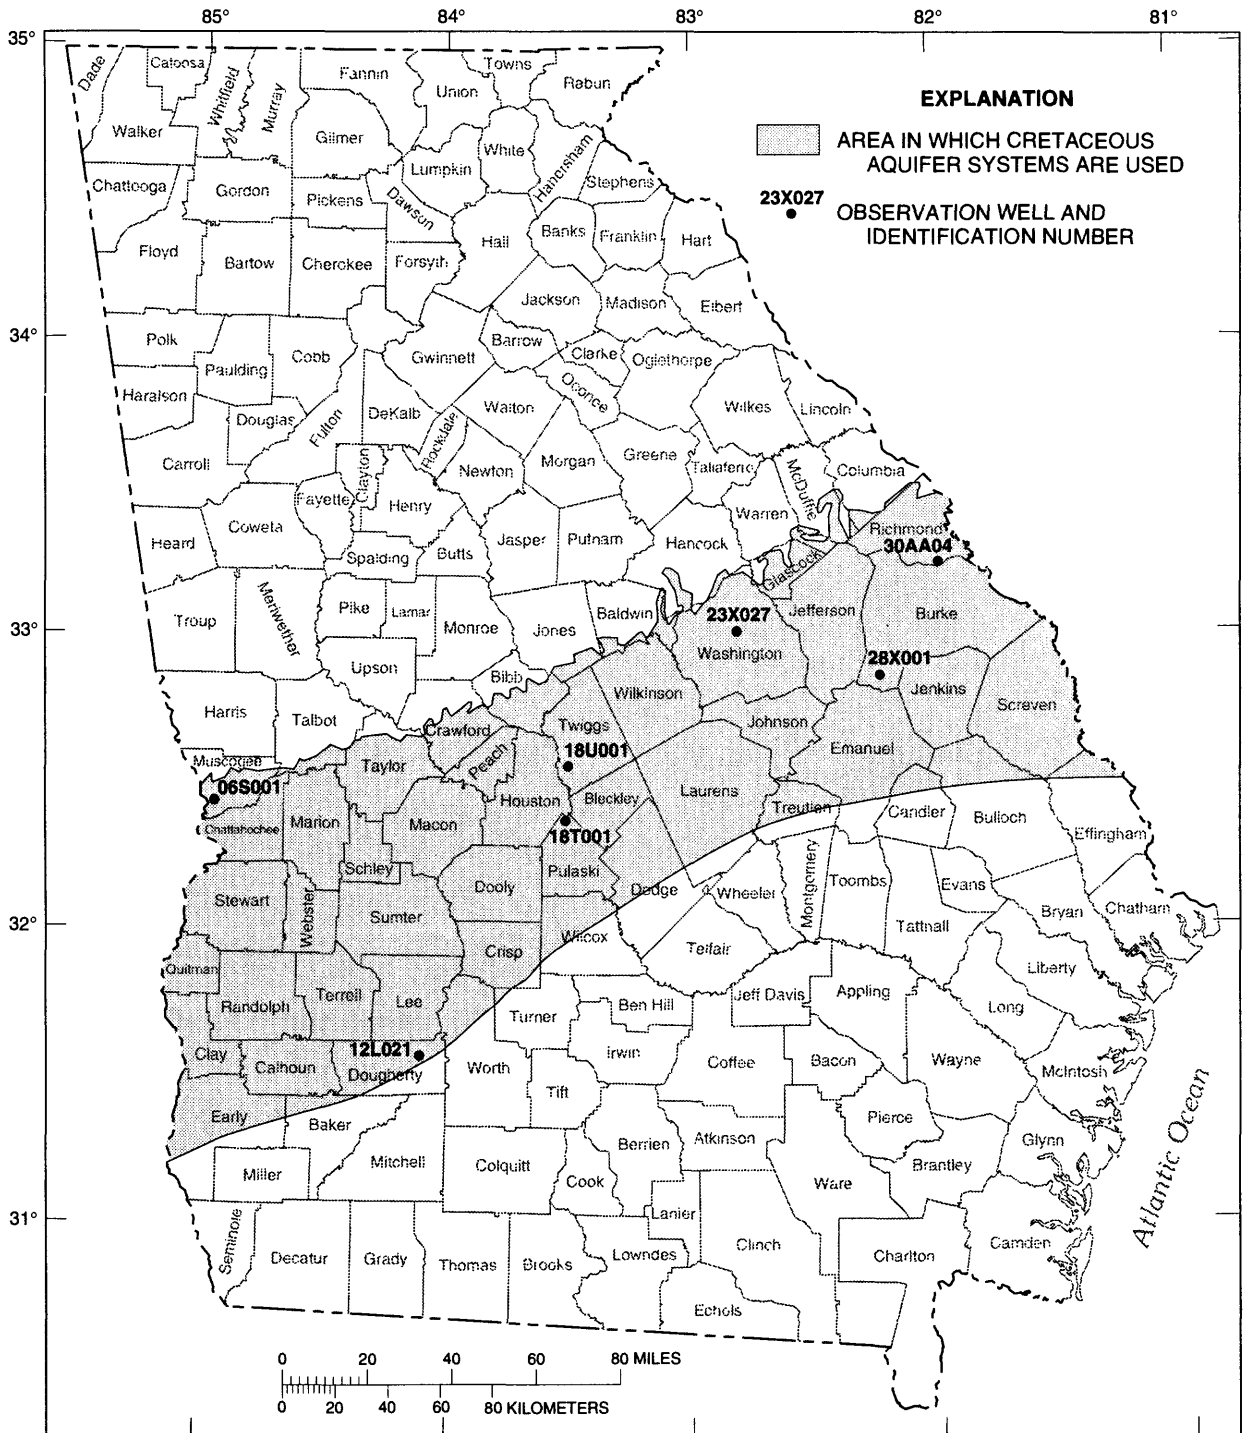 85° 84° 83° 82° 81°
35°
Dade
Catoosa
Whitfield
Murray
Fannin
Towns
Union
Rabun
EXPLANATION
AREA IN WHICH CRETACEOUS
AQUIFER SYSTEMS ARE USED
23X027
OBSERVATION WELL AND
IDENTIFICATION NUMBER
Walker
Gilmer
White
Lumpkin
Habersham
Stephens
Chattooga
Gordon
Pickens
Dawson
Floyd
Bartow
Cherokee
Forsyth
Hall
Banks
Franklin
Hart
Jackson
Madison
Elbert
34°
Polk
Paulding
Cobb
Gwinnett
Barrow
Clarke
Oglethorpe
Oconee
Haralson
Douglas
Fulton
DeKalb
Rockdale
Walton
Wilkes
Lincoln
Carroll
Clayton
Newton
Morgan
Greene
Taliaferro
McDuffie
Columbia
Fayette
Henry
Coweta
Warren
Richmond
30AA04
Heard
Spalding
Butts
Jasper
Putnam
Hancock
Glascock
Troup
Meriwether
Pike
Lamar
Monroe
Jones
Baldwin
33°
23X027
Washington
Jefferson
Burke
Upson
Bibb
28X001
Jenkins
Screven
Harris
Talbot
Crawford
Twiggs
Wilkinson
Johnson
Emanuel
Muscogee
Taylor
Peach
18U001
06S001
Houston
Bleckley
Laurens
Treutlen
Candler
Bulloch
Effingham
Chattahochee
Marion
Macon
18T001
Schley
Dooly
Pulaski
Dodge
Wheeler
Montgomery
Toombs
Evans
Stewart
Webster
Sumter
32°
Crisp
Wilcox
Telfair
Tattnall
Bryan
Chatham
Quitman
Randolph
Terrell
Lee
Turner
Ben Hill
Jeff Davis
Appling
Long
Liberty
Clay
Calhoun
12L021
Dougherty
Worth
Irwin
Coffee
Bacon
Wayne
McIntosh
Tift
Early
Baker
Mitchell
Colquitt
Berrien
Atkinson
Pierce
Glynn
Brantley
Miller
Cook
Ware
Lanier
31°
Seminole
Decatur
Grady
Thomas
Brooks
Lowndes
Clinch
Charlton
Camden
Echols
Atlantic Ocean
0 20 40 60 80 MILES
0 20 40 60 80 KILOMETERS